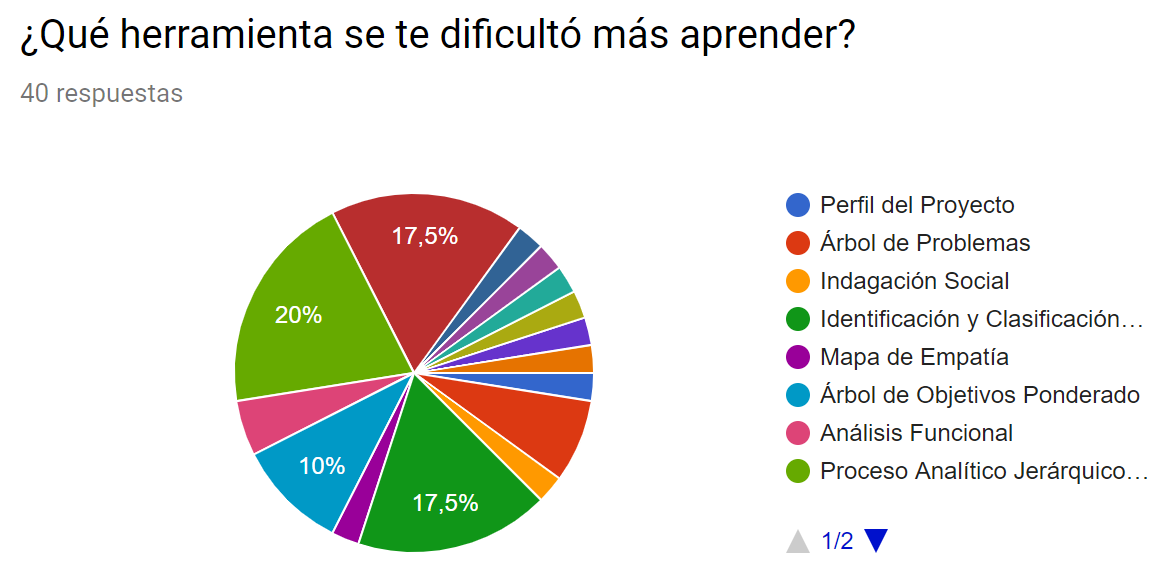 ¿Qué herramienta se te dificultó más aprender?
40 respuestas
17,5%
20%
10%
17,5%
Perfil del Proyecto
Árbol de Problemas
Indagación Social
Identificación y Clasificación…
Mapa de Empatía
Árbol de Objetivos Ponderado
Análisis Funcional
Proceso Analítico Jerárquico…
1/2